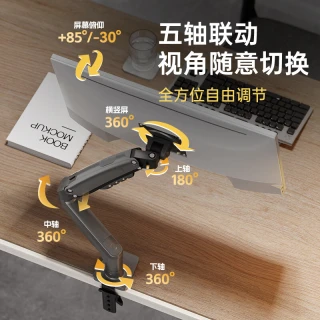 屏幕俯仰
+85°/-30°
五轴联动
视角随意切换
全方位自由调节
横竖屏
360°
上轴
180°
中轴
360°
下轴
360°
BOOK
MOCKUP
BOOK MOCKUP